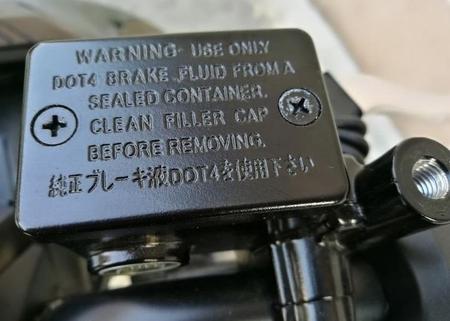 WARNING- USE ONLY
DOT4 BRAKE FLUID FROM A
SEALED CONTAINER.
CLEAN FILLER CAP
BEFORE REMOVING.
純正ブレーキ液DOT4を使用下さい